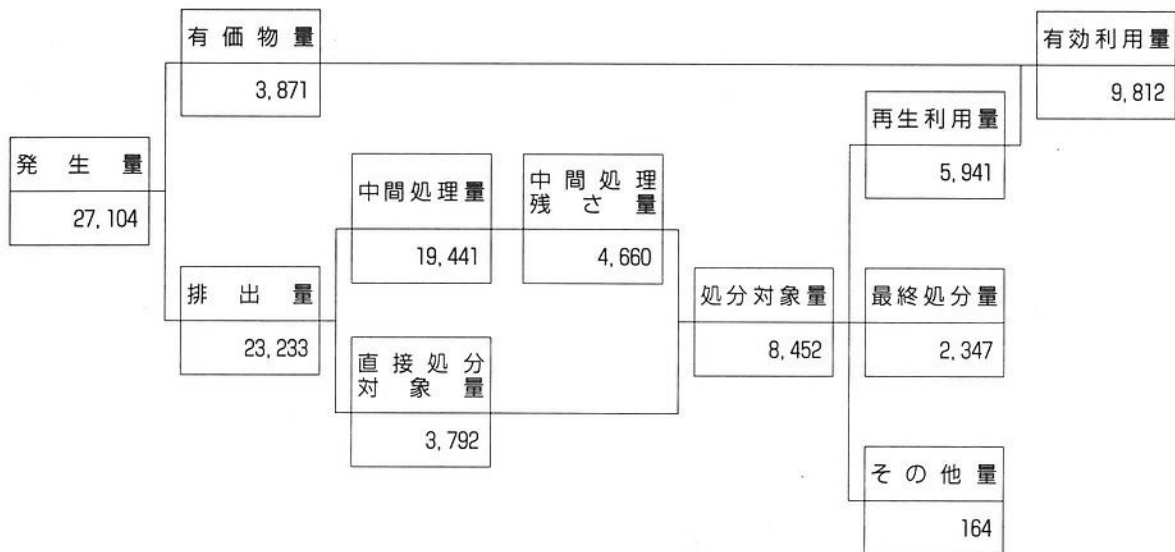 有価物量
3,871
有効利用量
9,812
再生利用量
5,941
発生量
27,104
中間処理量
19,441
中間処理
残さ量
4,660
排出量
23,233
直接処分
対象量
3,792
処分対象量
8,452
最終処分量
2,347
その他量
164